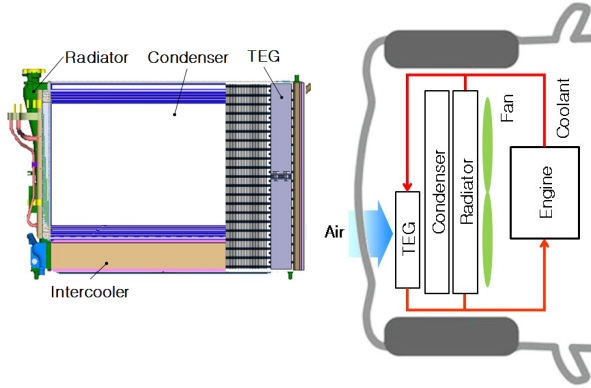 Radiator
Condenser
TEG
Intercooler
Air
TEG
Condenser
Radiator
Fan
Engine
Coolant